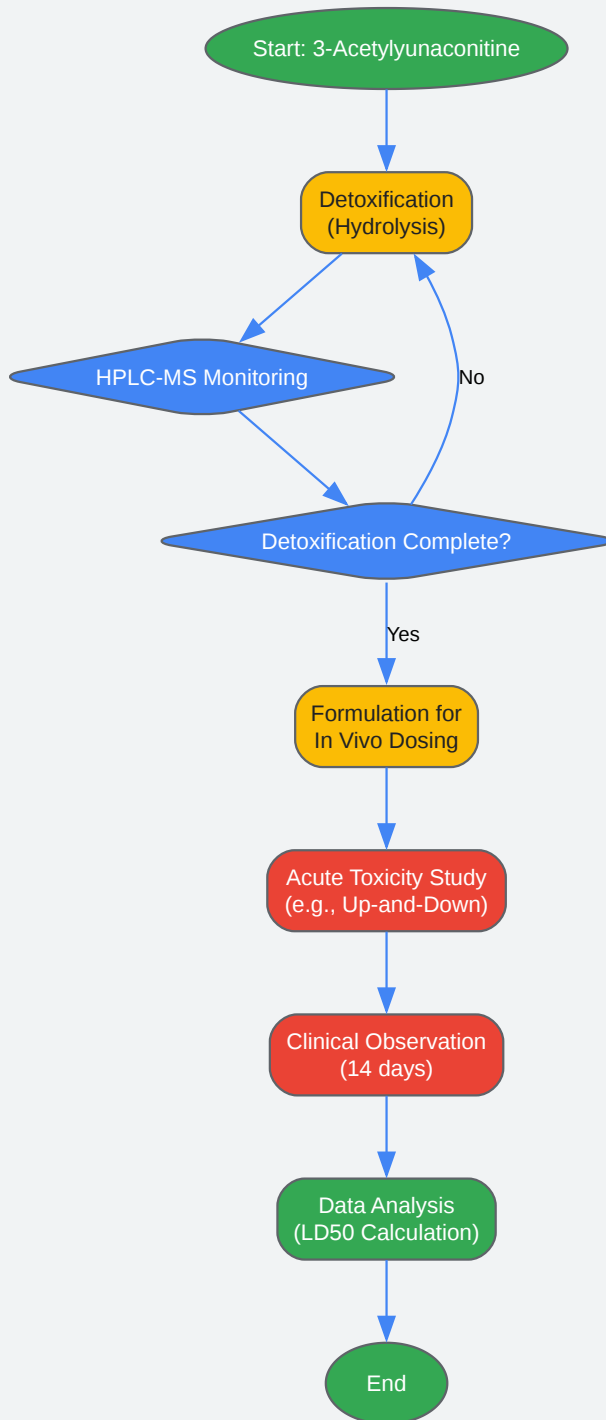 Start: 3-Acetylyunaconitine
Detoxification
(Hydrolysis)
HPLC-MS Monitoring
No
Detoxification Complete?
Yes
Formulation for
In Vivo Dosing
Acute Toxicity Study
(e.g., Up-and-Down)
Clinical Observation
(14 days)
Data Analysis
(LD50 Calculation)
End